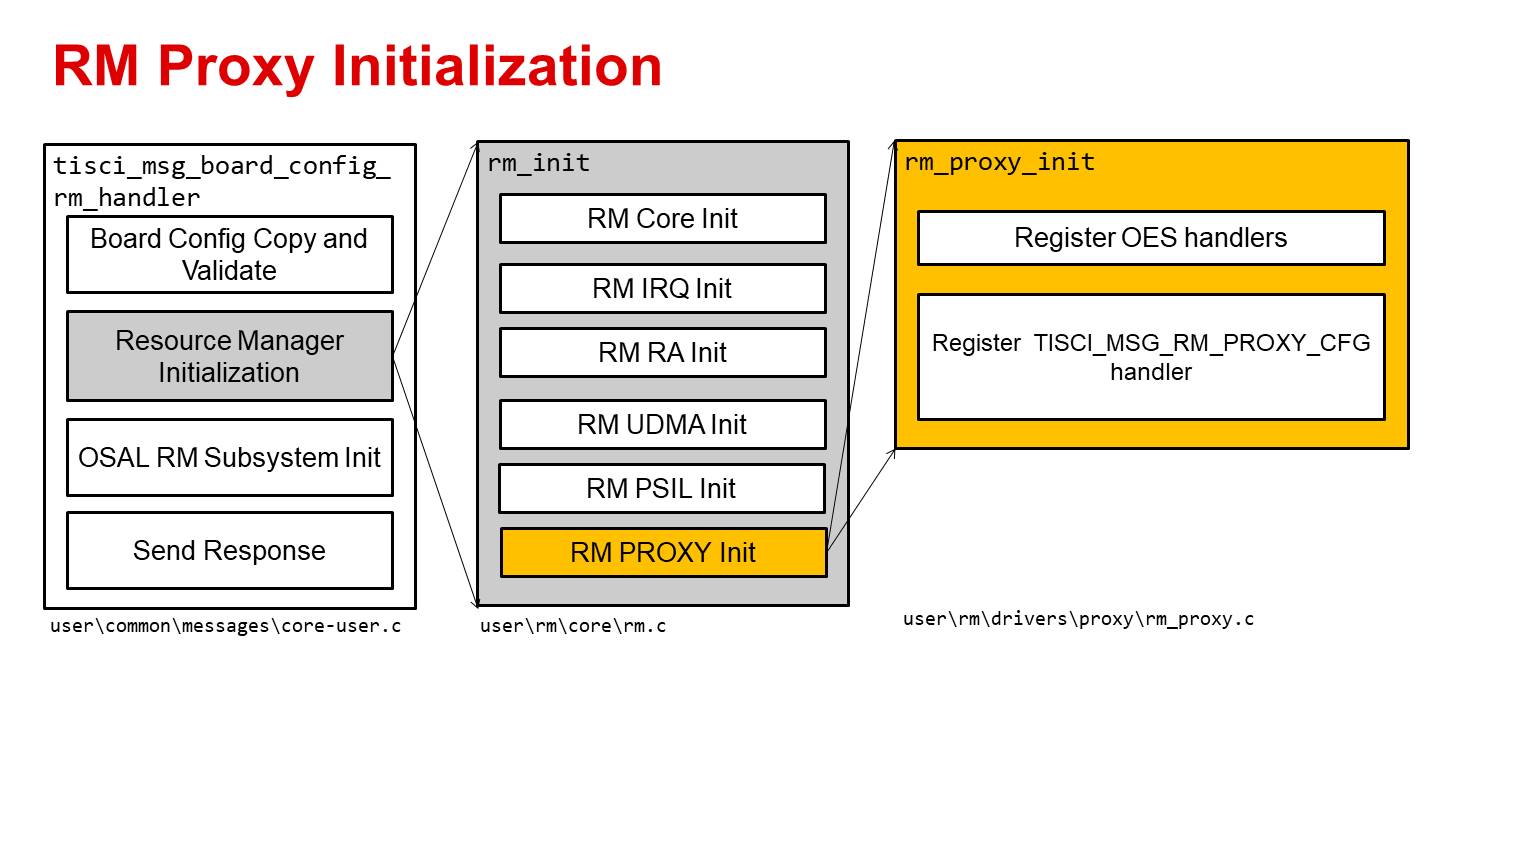 RM Proxy Initialization
tisci_msg_board_config_
rm_handler
Board Config Copy and
Validate
Resource Manager
Initialization
OSAL RM Subsystem Init
Send Response
user\common\messages\core-user.c
rm_init
RM Core Init
RM IRQ Init
RM RA Init
RM UDMA Init
RM PSIL Init
RM PROXY Init
user\rm\core\rm.c
rm_proxy_init
Register OES handlers
Register  TISCI_MSG_RM_PROXY_CFG
handler
user\rm\drivers\proxy\rm_proxy.c